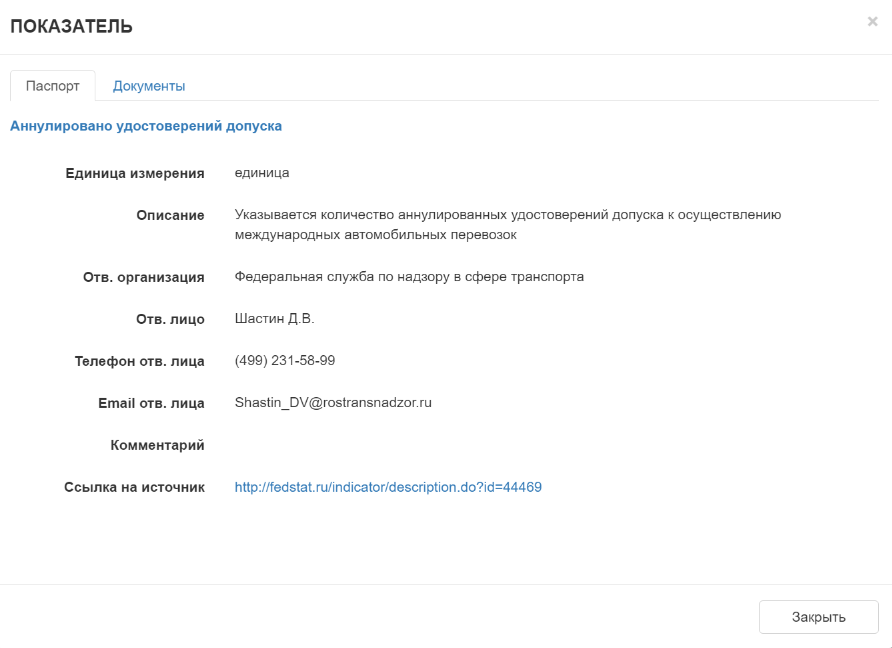 ПОКАЗАТЕЛЬ ×
Паспорт Документы
Аннулировано удостоверений допуска
Единица измерения единица
Описание Указывается количество аннулированных удостоверений допуска к осуществлению
международных автомобильных перевозок
Отв. организация Федеральная служба по надзору в сфере транспорта
Отв. лицо Шастин Д.В.
Телефон отв. лица (499) 231-58-99
Email отв. лица Shastin_DV@rostransnadzor.ru
Комментарий
Ссылка на источник http://fedstat.ru/indicator/description.do?id=44469
Закрыть